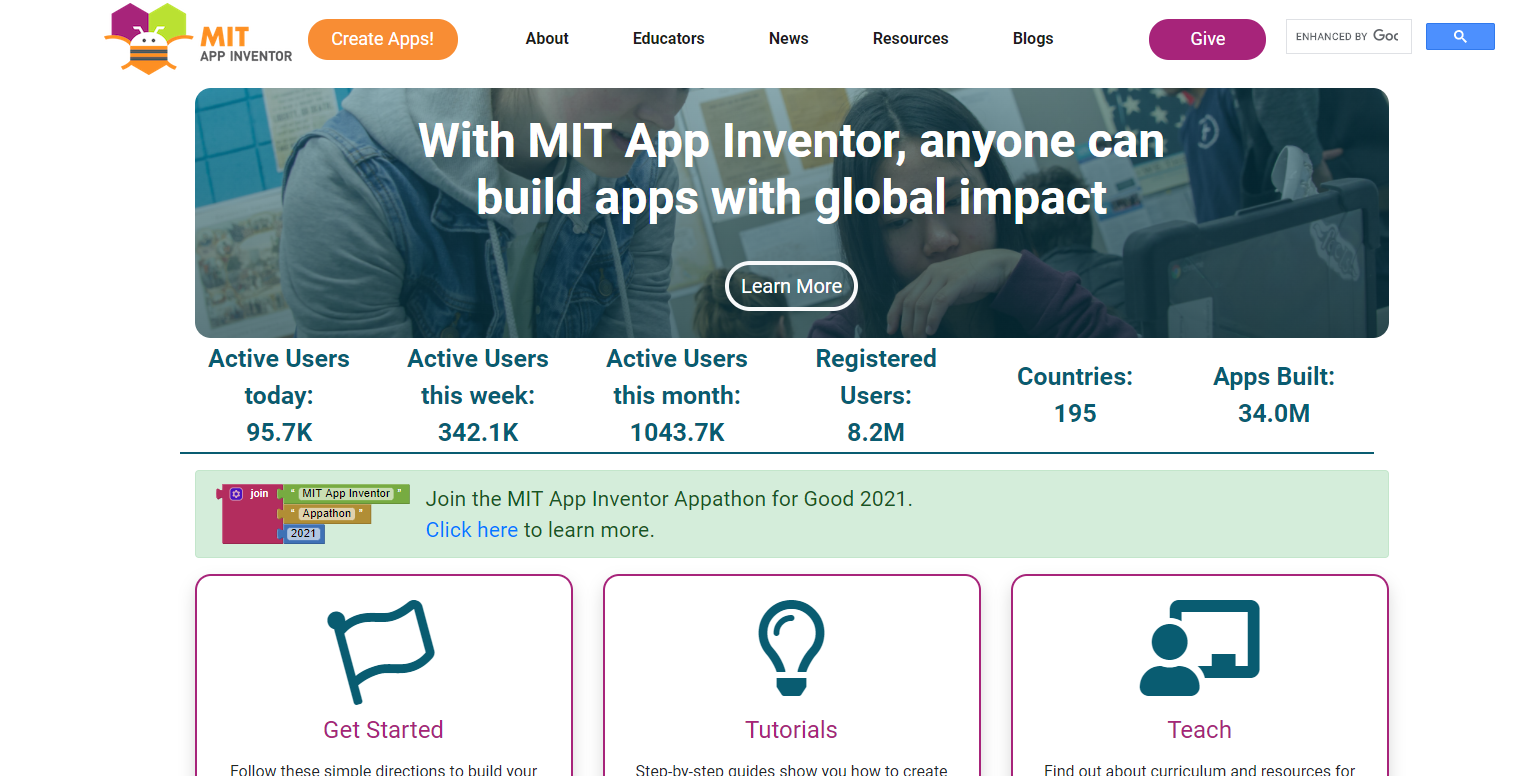 MIT
APP INVENTOR
Create Apps!
About
Educators
News
Resources
Blogs
Give
ENHANCED BY
With MIT App Inventor, anyone can
build apps with global impact
Learn More
Active Users
today:
95.7K
Active Users
this week:
342.1K
Active Users
this month:
1043.7K
Registered
Users:
8.2M
Countries:
195
Apps Built:
34.0M
join " MIT App Inventor "
" Appathon "
2021
Join the MIT App Inventor Appathon for Good 2021.
Click here to learn more.
Get Started
Follow these simple directions to build your
Tutorials
Step-by-step guides show you how to create
Teach
Find out about curriculum and resources for